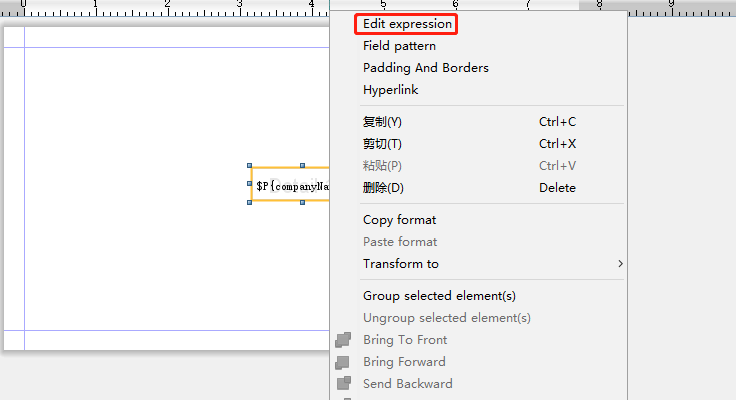 0 1 2 3 4 5 6 7 8 9
$P{companyNa
Edit expression
Field pattern
Padding And Borders
Hyperlink
复制(Y) Ctrl+C
剪切(T) Ctrl+X
粘贴(P) Ctrl+V
删除(D) Delete
Copy format
Paste format
Transform to
Group selected element(s)
Ungroup selected element(s)
Bring To Front
Bring Forward
Send Backward